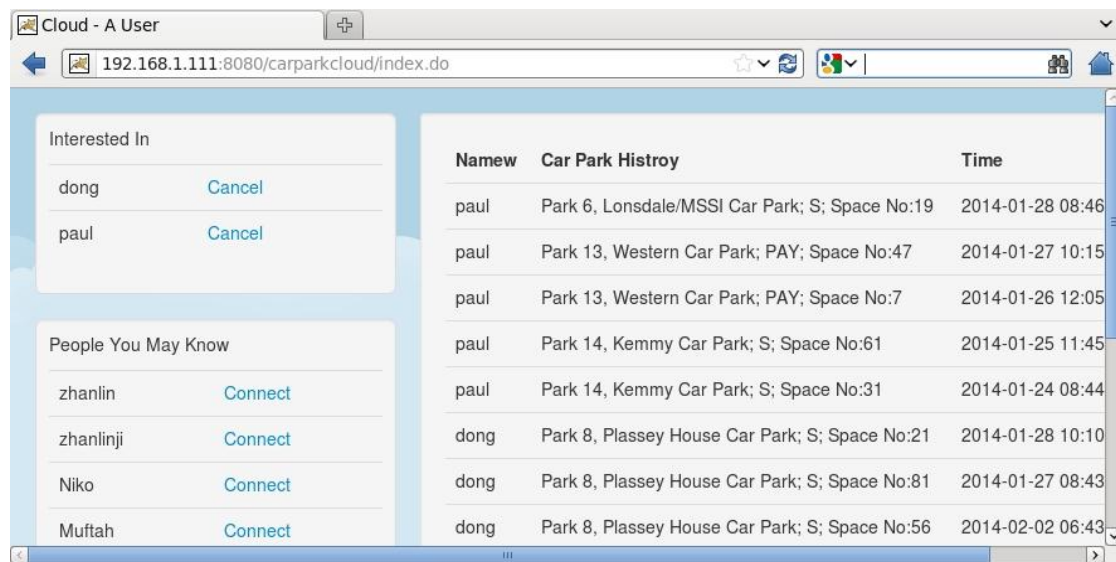 Cloud - A User
192.168.1.111:8080/carparkcloud/index.do
Interested In
dong Cancel
paul Cancel
People You May Know
zhanlin Connect
zhanlinji Connect
Niko Connect
Muftah Connect
Namew Car Park Histroy Time
paul Park 6, Lonsdale/MSSI Car Park; S; Space No:19 2014-01-28 08:46
paul Park 13, Western Car Park; PAY; Space No:47 2014-01-27 10:15
paul Park 13, Western Car Park; PAY; Space No:7 2014-01-26 12:05
paul Park 14, Kemmy Car Park; S; Space No:61 2014-01-25 11:45
paul Park 14, Kemmy Car Park; S; Space No:31 2014-01-24 08:44
dong Park 8, Plassey House Car Park; S; Space No:21 2014-01-28 10:10
dong Park 8, Plassey House Car Park; S; Space No:81 2014-01-27 08:43
dong Park 8, Plassey House Car Park; S; Space No:56 2014-02-02 06:43